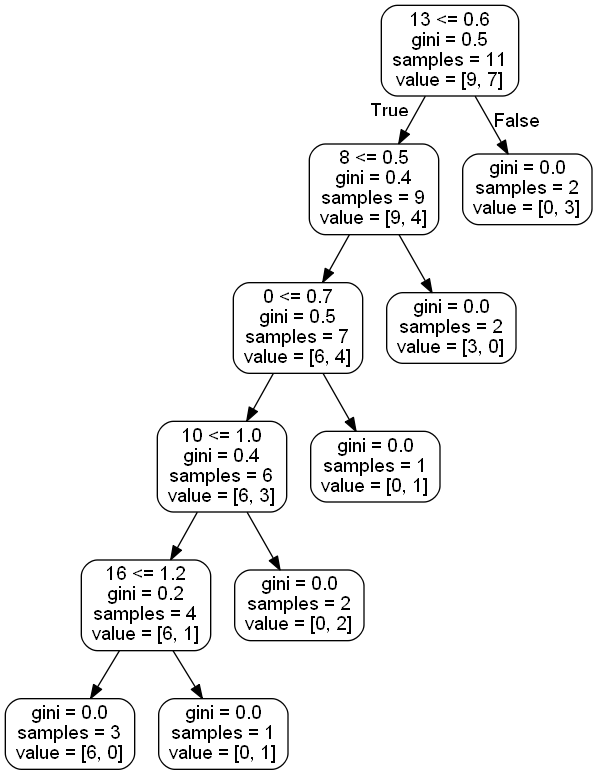 13 <= 0.6
gini = 0.5
samples = 11
value = [9, 7]
True
False
8 <= 0.5
gini = 0.4
samples = 9
value = [9, 4]
gini = 0.0
samples = 2
value = [0, 3]
0 <= 0.7
gini = 0.5
samples = 7
value = [6, 4]
gini = 0.0
samples = 2
value = [3, 0]
10 <= 1.0
gini = 0.4
samples = 6
value = [6, 3]
gini = 0.0
samples = 1
value = [0, 1]
16 <= 1.2
gini = 0.2
samples = 4
value = [6, 1]
gini = 0.0
samples = 2
value = [0, 2]
gini = 0.0
samples = 3
value = [6, 0]
gini = 0.0
samples = 1
value = [0, 1]